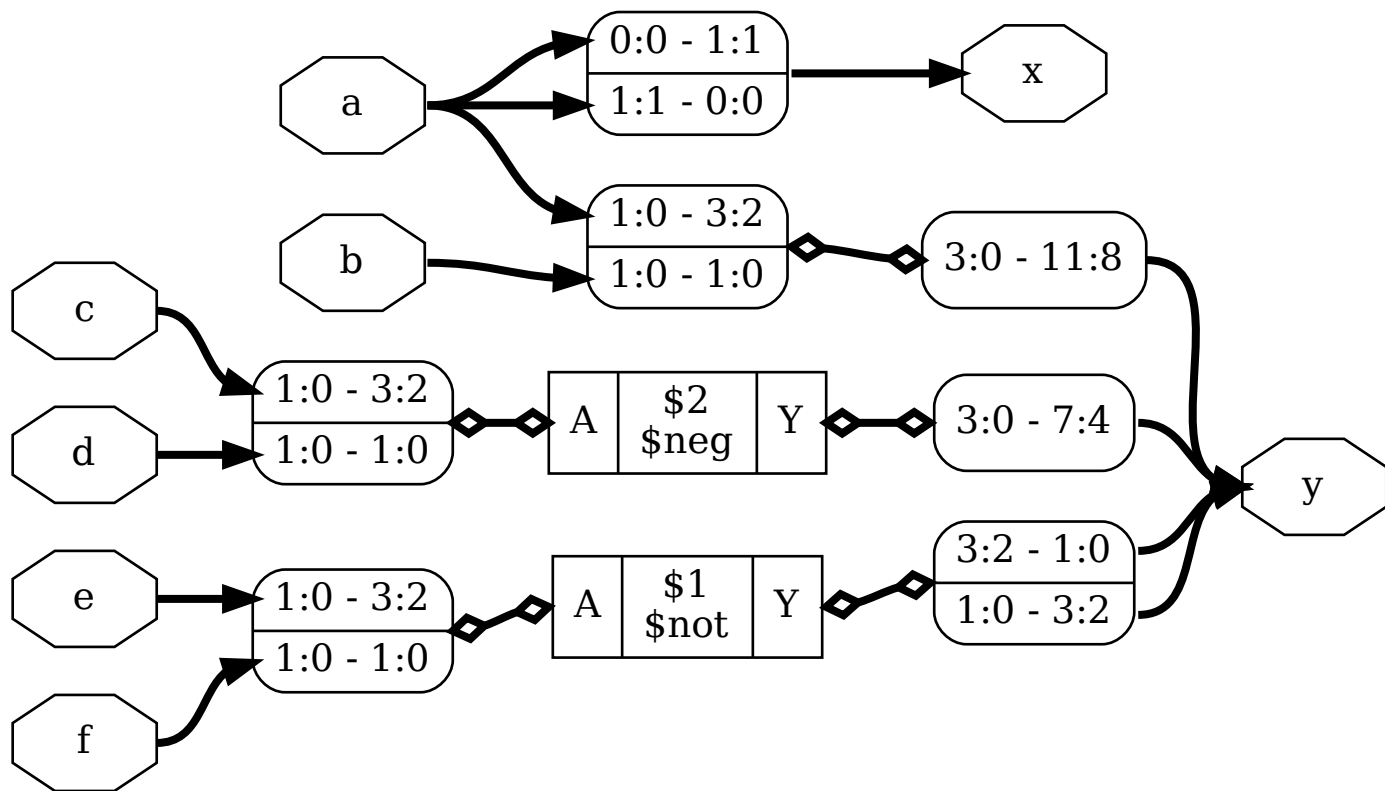 a
0:0 - 1:1
1:1 - 0:0
x
b
1:0 - 3:2
1:0 - 1:0
3:0 - 11:8
c
d
1:0 - 3:2
1:0 - 1:0
A
$2
$neg
Y
3:0 - 7:4
y
e
f
1:0 - 3:2
1:0 - 1:0
A
$1
$not
Y
3:2 - 1:0
1:0 - 3:2